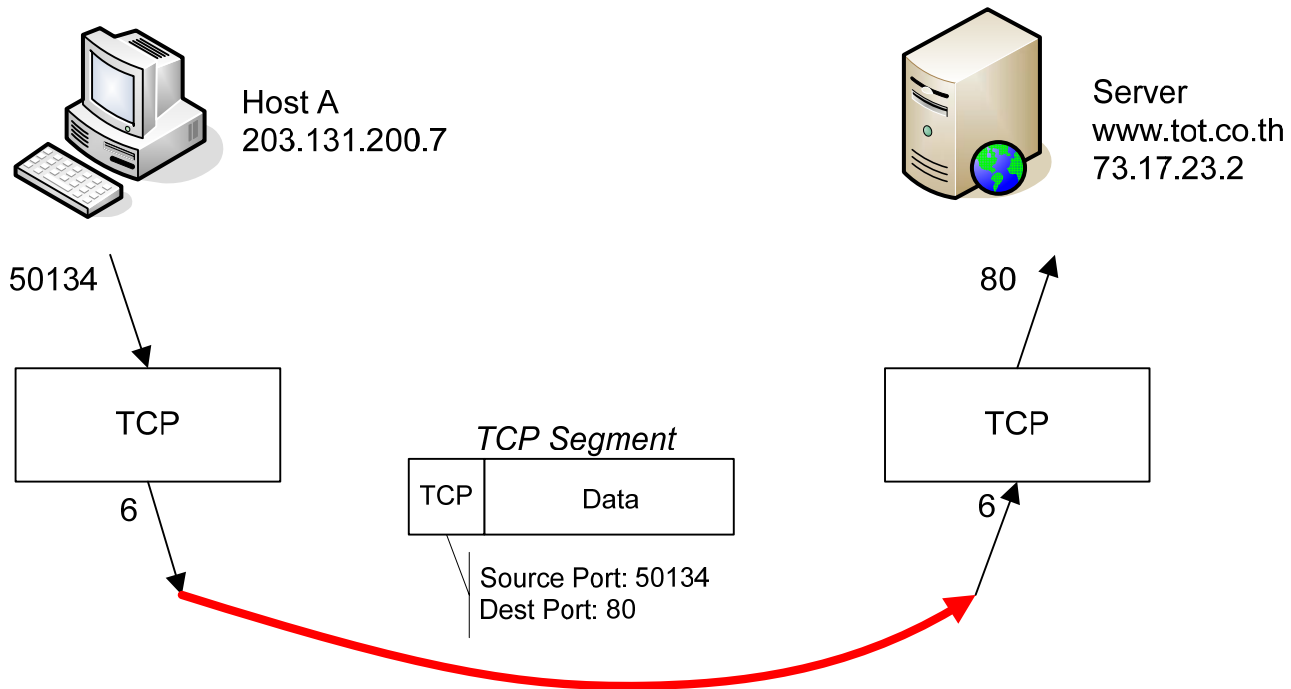 Host A
203.131.200.7
Server
www.tot.co.th
73.17.23.2
50134
80
TCP
TCP
TCP Segment
TCP
Data
6
6
Source Port: 50134
Dest Port: 80